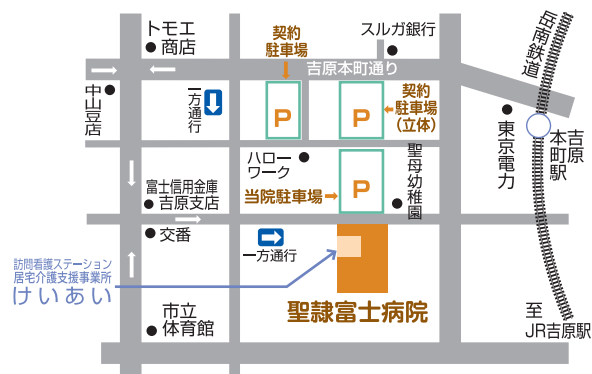 トモエ
商店
契約
駐車場
スルガ銀行
岳南鉄道
吉原本町通り
中山豆店
一方通行
P
P
契約
駐車場
（立体）
東京電力
吉原
本町駅
ハロー
ワーク
聖母幼稚園
富士信用金庫
吉原支店
当院駐車場
P
交番
一方通行
訪問看護ステーション
居宅介護支援事業所
けいあい
聖隷富士病院
市立
体育館
至
JR吉原駅